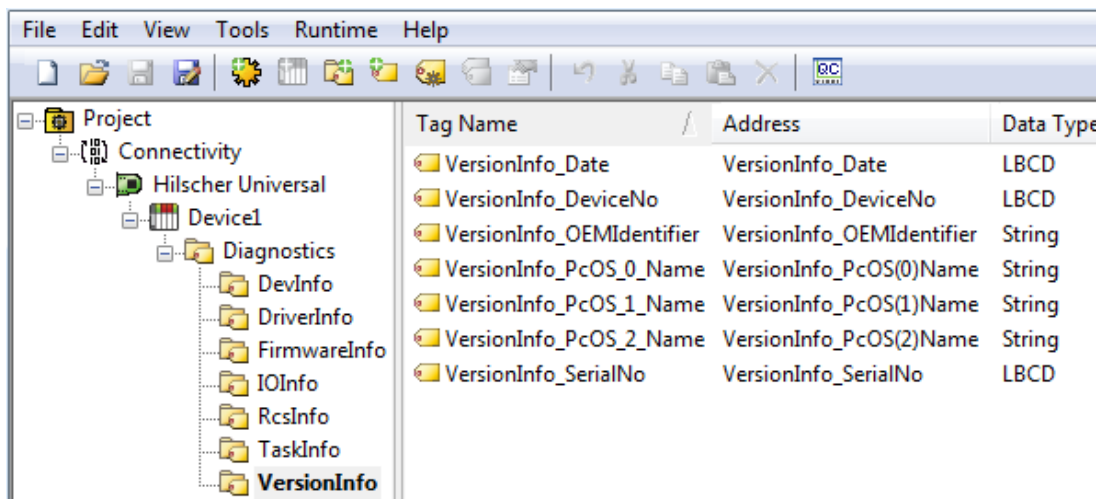 File Edit View Tools Runtime Help
QC
Project
Connectivity
Hilscher Universal
Device1
Diagnostics
DevInfo
DriverInfo
FirmwareInfo
IOInfo
RcsInfo
TaskInfo
VersionInfo
Tag Name Address Data Type
VersionInfo_Date VersionInfo_Date LBCD
VersionInfo_DeviceNo VersionInfo_DeviceNo LBCD
VersionInfo_OEMIdentifier VersionInfo_OEMIdentifier String
VersionInfo_PcOS_0_Name VersionInfo_PcOS(0)Name String
VersionInfo_PcOS_1_Name VersionInfo_PcOS(1)Name String
VersionInfo_PcOS_2_Name VersionInfo_PcOS(2)Name String
VersionInfo_SerialNo VersionInfo_SerialNo LBCD